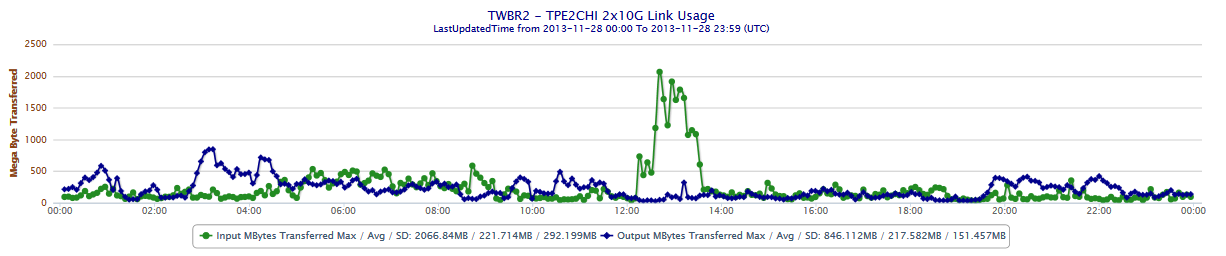 TWBR2 - TPE2CHI 2x10G Link Usage
LastUpdatedTime from 2013-11-28 00:00 To 2013-11-28 23:59 (UTC)
Mega Byte Transferred
2500
2000
1500
1000
500
0
00:00 02:00 04:00 06:00 08:00 10:00 12:00 14:00 16:00 18:00 20:00 22:00 00:00
Input MBytes Transferred Max / Avg / SD: 2066.84MB / 221.714MB / 292.199MB Output MBytes Transferred Max / Avg / SD: 846.112MB / 217.582MB / 151.457MB